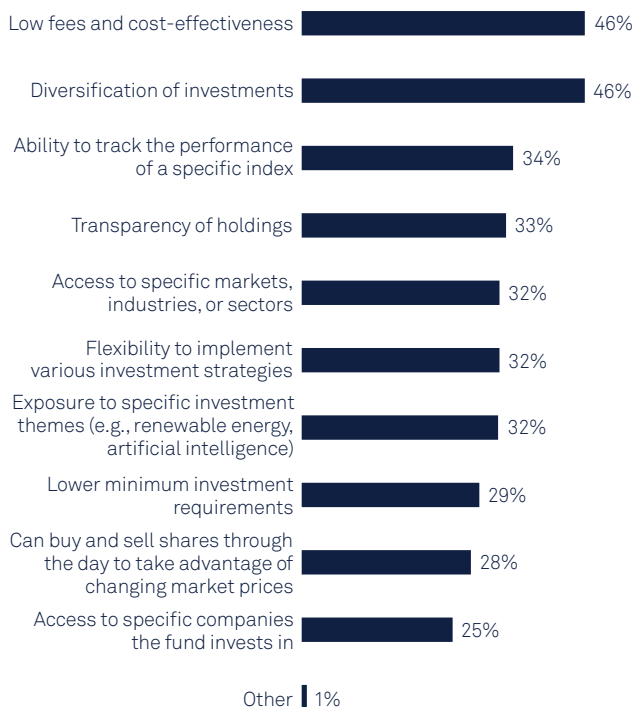 Low fees and cost-effectiveness 46%
Diversification of investments 46%
Ability to track the performance
of a specific index 34%
Transparency of holdings 33%
Access to specific markets,
industries, or sectors 32%
Flexibility to implement
various investment strategies 32%
Exposure to specific investment
themes (e.g., renewable energy, 32%
artificial intelligence)
Lower minimum investment
requirements 29%
Can buy and sell shares through
the day to take advantage of 28%
changing market prices
Access to specific companies
the fund invests in 25%
Other 1%